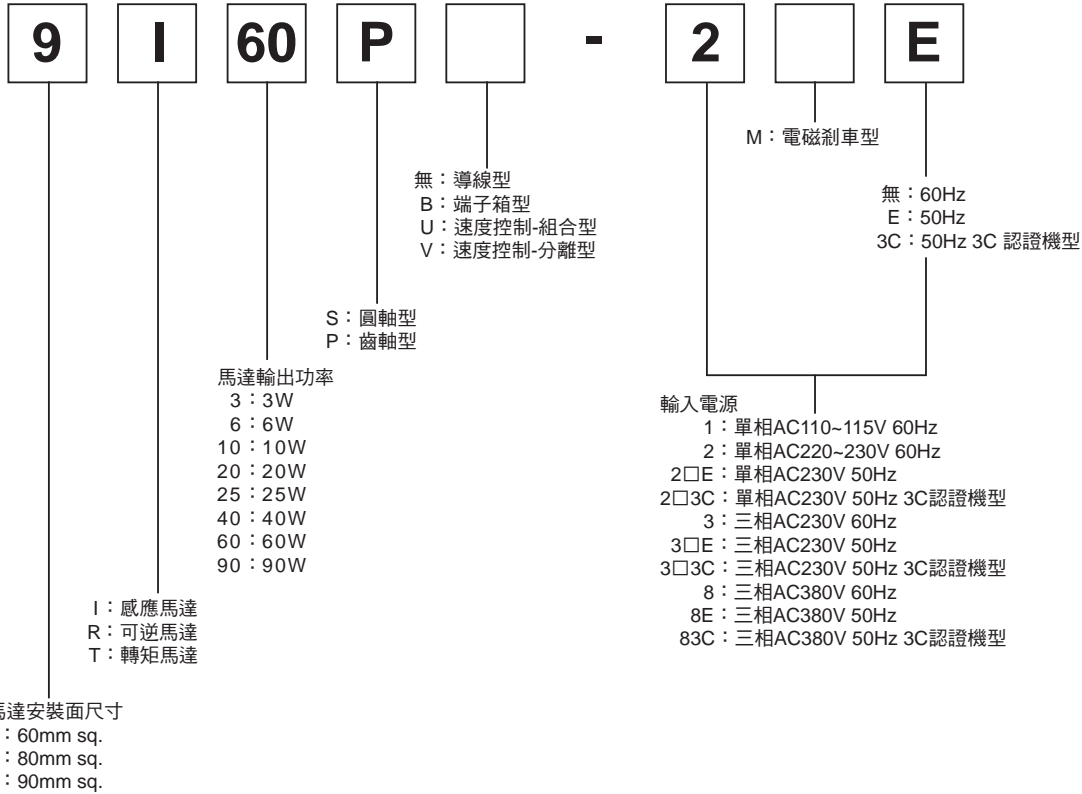 9 I 60 P - 2 E
M：電磁剎車型
無：導線型
B：端子箱型
U：速度控制-組合型
V：速度控制-分離型
無：60Hz
E：50Hz
3C：50Hz 3C 認證機型
S：圓軸型
P：齒軸型
馬達輸出功率
3：3W
6：6W
10：10W
20：20W
25：25W
40：40W
60：60W
90：90W
輸入電源
1：單相AC110~115V 60Hz
2：單相AC220~230V 60Hz
2□E：單相AC230V 50Hz
2□3C：單相AC230V 50Hz 3C認證機型
3：三相AC230V 60Hz
3□E：三相AC230V 50Hz
3□3C：三相AC230V 50Hz 3C認證機型
8：三相AC380V 60Hz
8E：三相AC380V 50Hz
83C：三相AC380V 50Hz 3C認證機型
I：感應馬達
R：可逆馬達
T：轉矩馬達
馬達安裝面尺寸
：60mm sq.
：80mm sq.
：90mm sq.